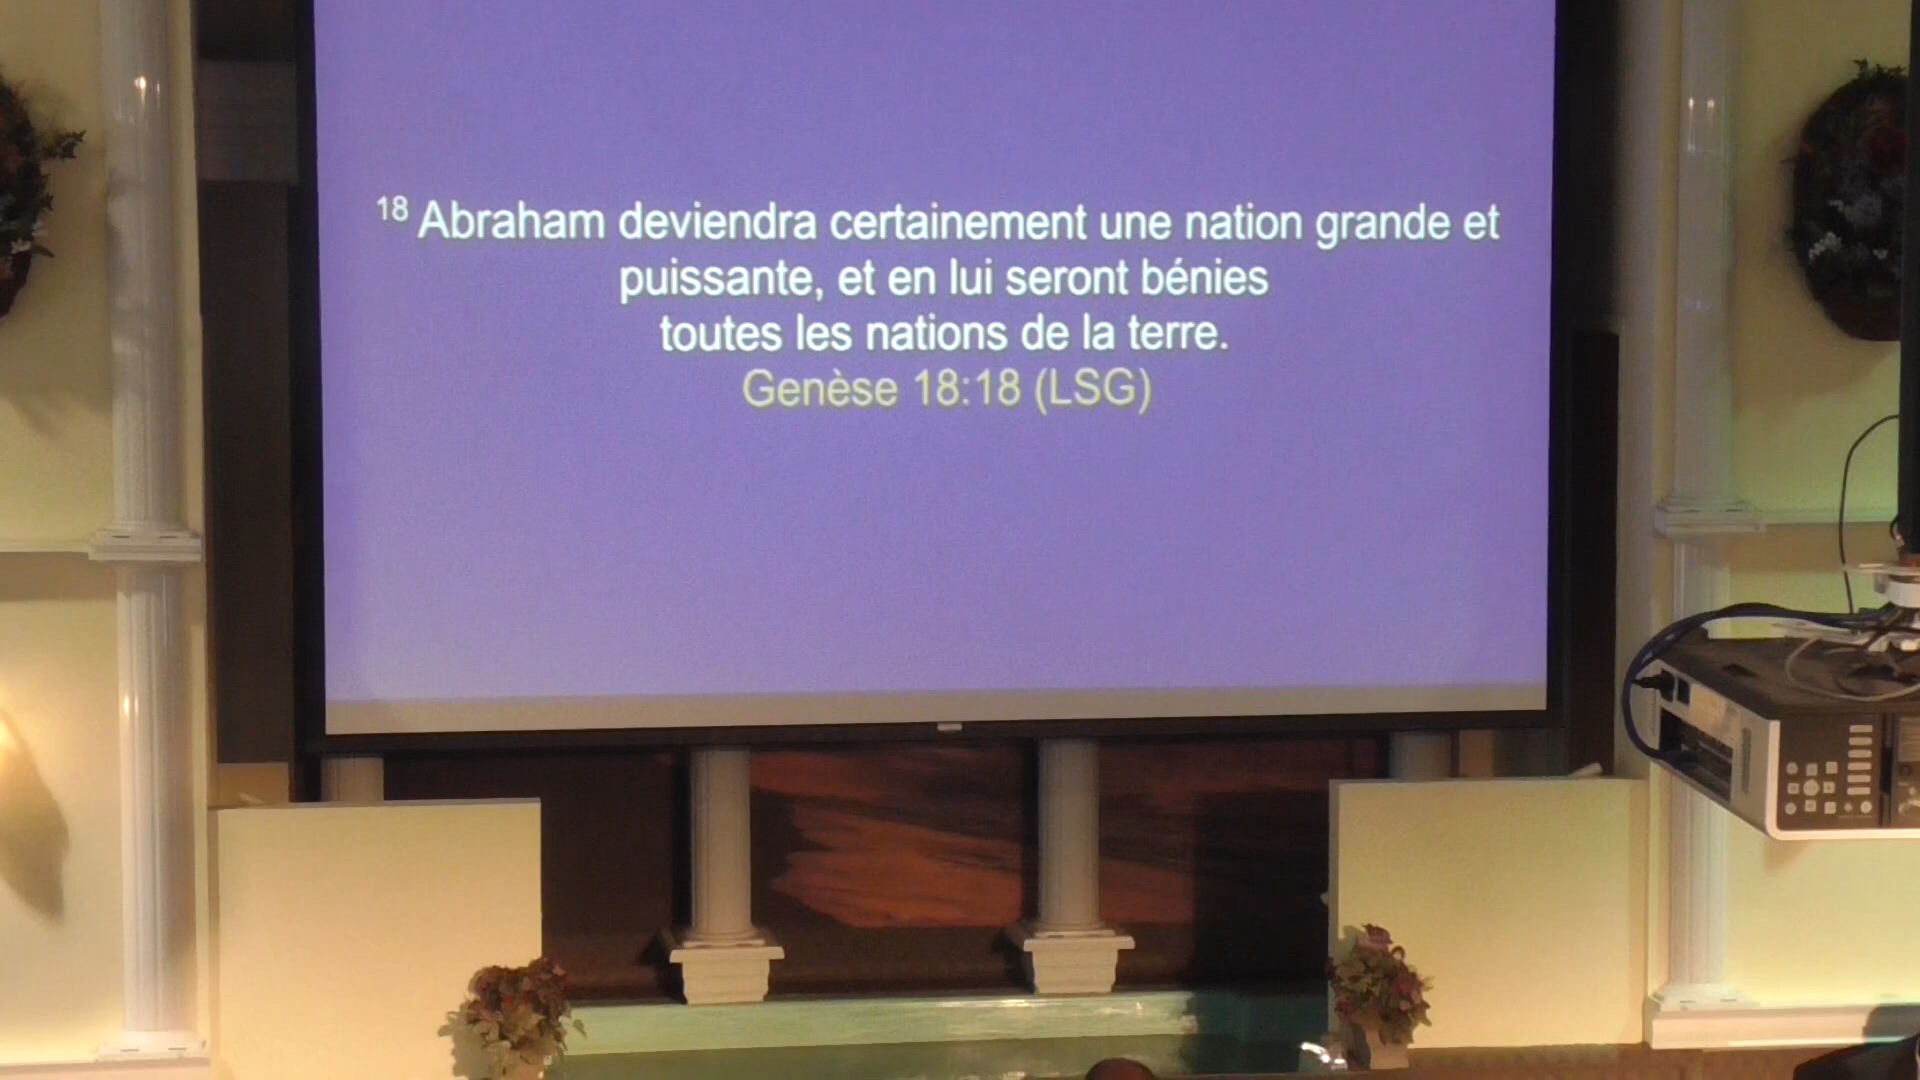 18 Abraham deviendra certainement une nation grande et
puissante, et en lui seront bénies
toutes les nations de la terre.
Genèse 18:18 (LSG)